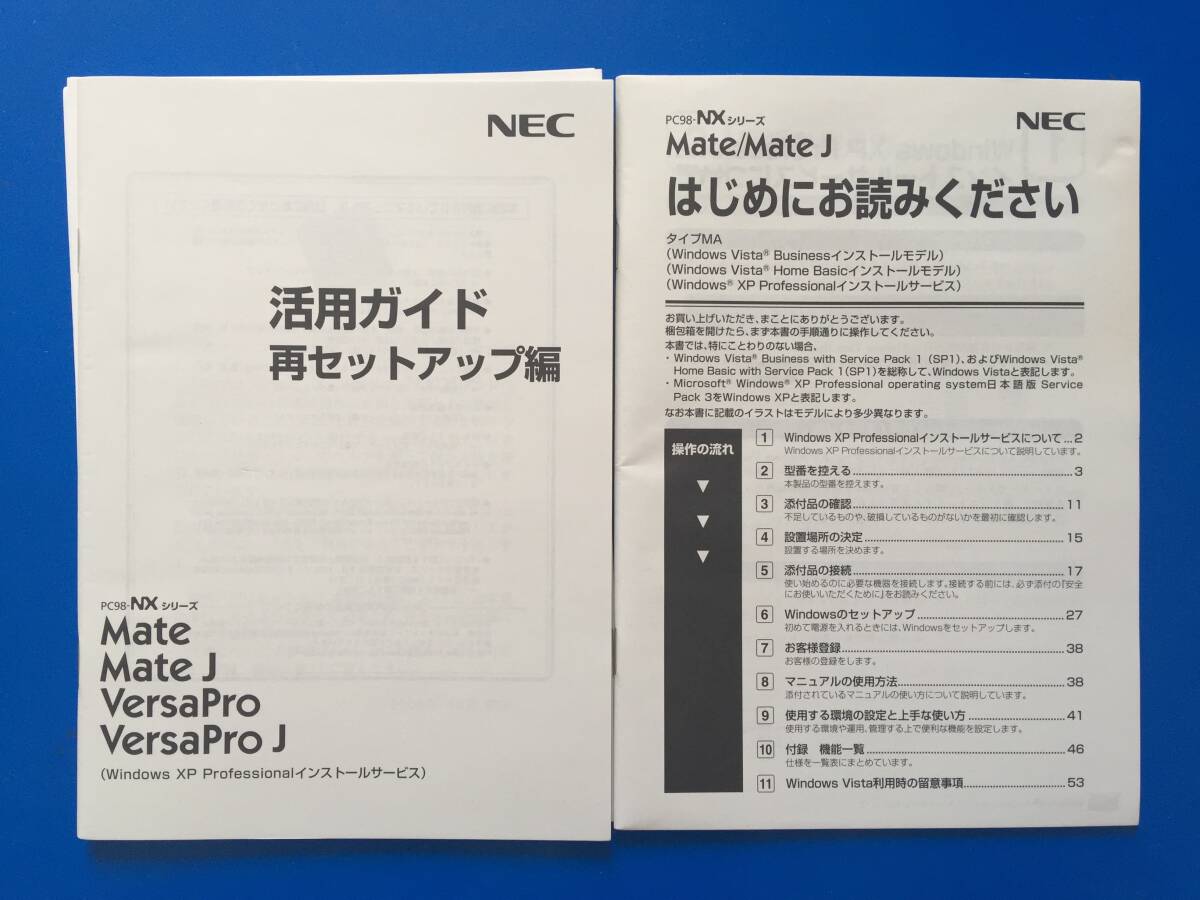 NEC
活用ガイド
再セットアップ編
PC98-NXシリーズ
Mate
Mate J
VersaPro
VersaPro J
(Windows XP Professionalインストールサービス)
PC98-NXシリーズ
NEC
Mate/Mate J
はじめにお読みください
タイプMA
(Windows Vista® Businessインストールモデル)
(Windows Vista® Home Basicインストールモデル)
(Windows® XP Professionalインストールサービス)
お買い上げいただき、まことにありがとうございます。
梱包箱を開けたら、まず本書の手順通りに操作してください。
本書では、特にことわりのない場合、
・Windows Vista® Business with Service Pack 1 (SP1)、およびWindows Vista®
Home Basic with Service Pack 1(SP1)を総称して、Windows Vistaと表記します。
・Microsoft® Windows® XP Professional operating system日本語版 Service
Pack 3をWindows XPと表記します。
なお本書に記載のイラストはモデルにより多少異なります。
操作の流れ
▼
▼
▼
1 Windows XP Professionalインストールサービスについて...2
Windows XP Professionalインストールサービスについて説明しています。
2 型番を控える...3
本製品の型番を控えます。
3 添付品の確認...11
不足しているものや、破損しているものがないかを最初に確認します。
4 設置場所の決定...15
設置する場所を決めます。
5 添付品の接続...17
使い始めるのに必要な機器を接続します。接続する前には、必ず添付の『安全
にお使いいただくために』をお読みください。
6 Windowsのセットアップ...27
初めて電源を入れるときには、Windowsをセットアップします。
7 お客様登録...38
お客様の登録をします。
8 マニュアルの使用方法...38
添付されているマニュアルの使い方について説明しています。
9 使用する環境の設定と上手な使い方...41
使用する環境や運用、管理する上で便利な機能を設定します。
10 付録 機能一覧...46
仕様を一覧表にまとめています。
11 Windows Vista利用時の留意事項...53